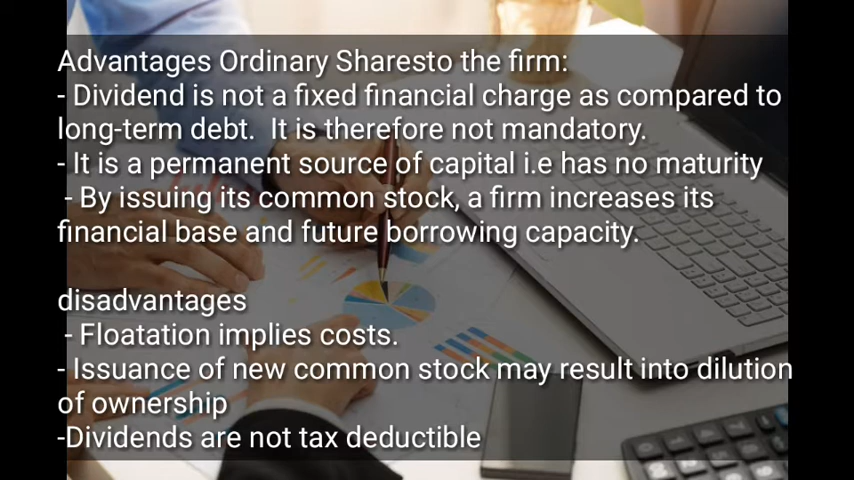 Advantages Ordinary Sharesto the firm:
- Dividend is not a fixed financial charge as compared to
long-term debt.  It is therefore not mandatory.
- It is a permanent source of capital i.e has no maturity
- By issuing its common stock, a firm increases its
financial base and future borrowing capacity.

disadvantages
- Floatation implies costs.
- Issuance of new common stock may result into dilution
of ownership
-Dividends are not tax deductible